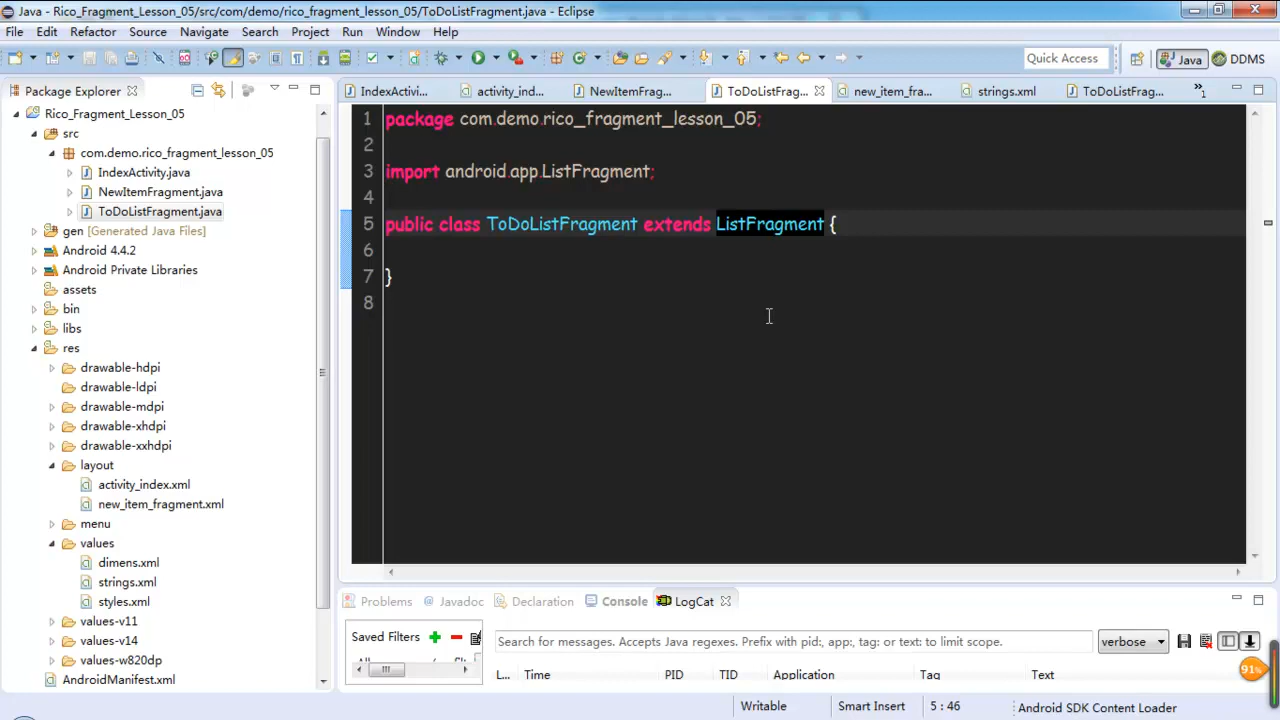 Java - Rico_Fragment_Lesson_05/src/com/demo/rico_fragment_lesson_05/ToDoListFragment.java - Eclipse
File Edit Refactor Source Navigate Search Project Run Window Help
Quick Access Java DDMS
Package Explorer
IndexActivi... activity_ind... NewItemFrag... ToDoListFrag... new_item_fra... strings.xml ToDoListFrag... »1
Rico_Fragment_Lesson_05
src
com.demo.rico_fragment_lesson_05
IndexActivity.java
NewItemFragment.java
ToDoListFragment.java
gen [Generated Java Files]
Android 4.4.2
Android Private Libraries
assets
bin
libs
res
drawable-hdpi
drawable-ldpi
drawable-mdpi
drawable-xhdpi
drawable-xxhdpi
layout
activity_index.xml
new_item_fragment.xml
menu
values
dimens.xml
strings.xml
styles.xml
values-v11
values-v14
values-w820dp
AndroidManifest.xml
1 package com.demo.rico_fragment_lesson_05;
2
3 import android.app.ListFragment;
4
5 public class ToDoListFragment extends ListFragment {
6
7 }
8
Problems Javadoc Declaration Console LogCat
Saved Filters
Search for messages. Accepts Java regexes. Prefix with pid:, app:, tag: or text: to limit scope. verbose
L... Time PID TID Application Tag Text
91%
Writable Smart Insert 5 : 46 Android SDK Content Loader